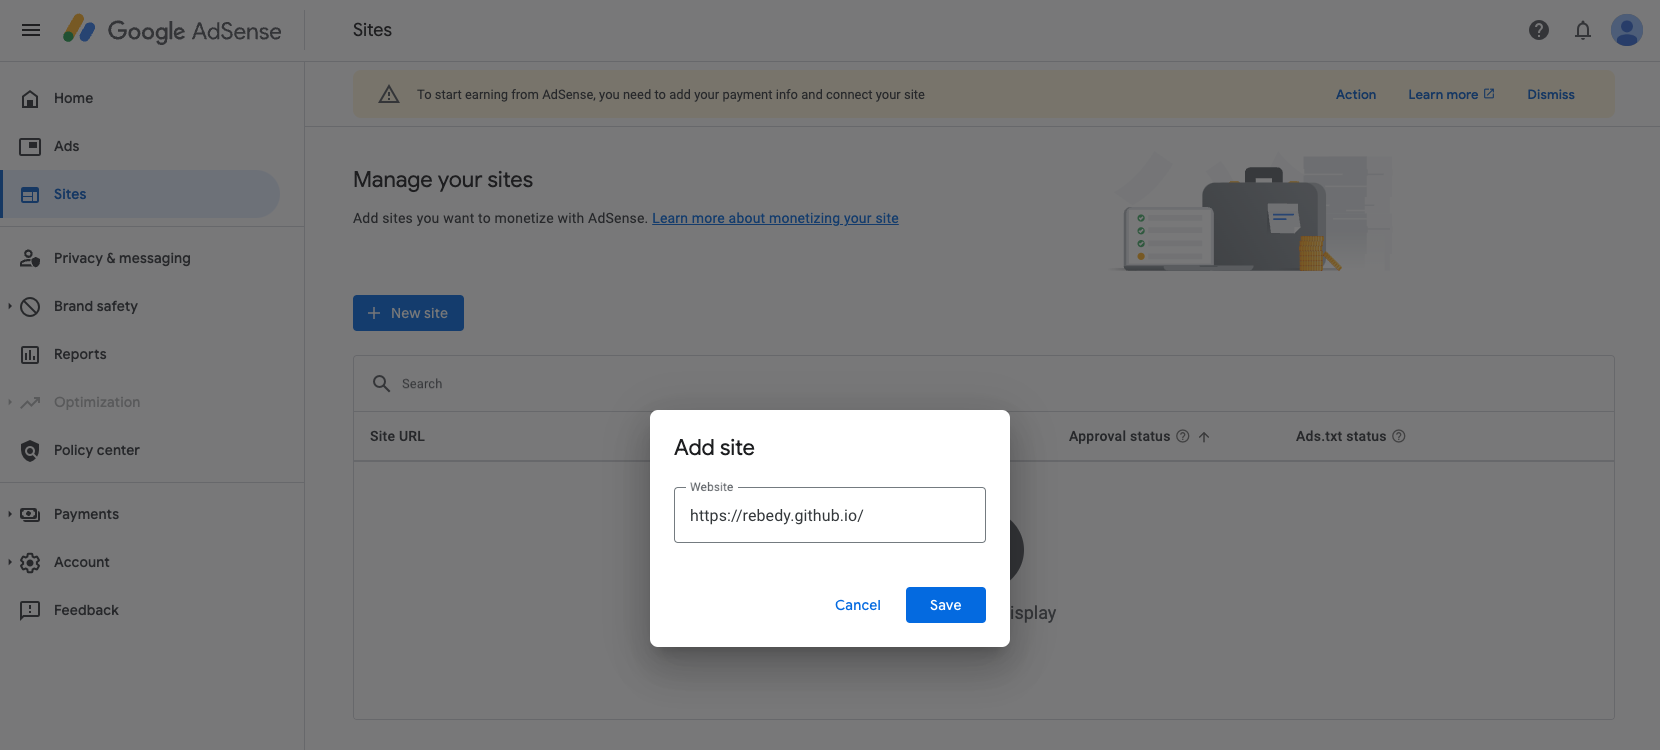 Google AdSense
Sites
To start earning from AdSense, you need to add your payment info and connect your site
Action
Learn more
Dismiss
Home
Ads
Sites
Privacy & messaging
Brand safety
Reports
Optimization
Policy center
Payments
Account
Feedback
Manage your sites
Add sites you want to monetize with AdSense. Learn more about monetizing your site
New site
Search
Site URL
Approval status
Ads.txt status
Add site
Website
https://rebedy.github.io/
Cancel
Save